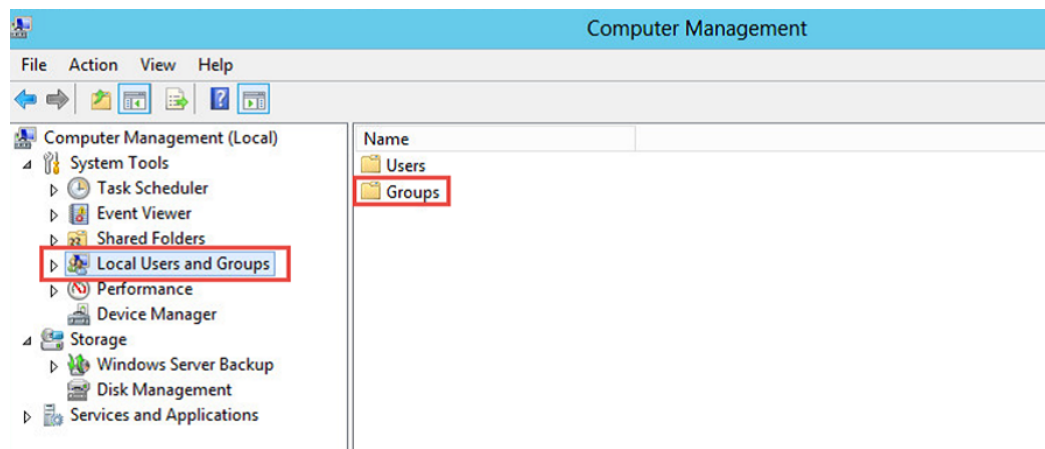 Computer Management
File Action View Help
Computer Management (Local)
System Tools
Task Scheduler
Event Viewer
Shared Folders
Local Users and Groups
Performance
Device Manager
Storage
Windows Server Backup
Disk Management
Services and Applications
Name
Users
Groups